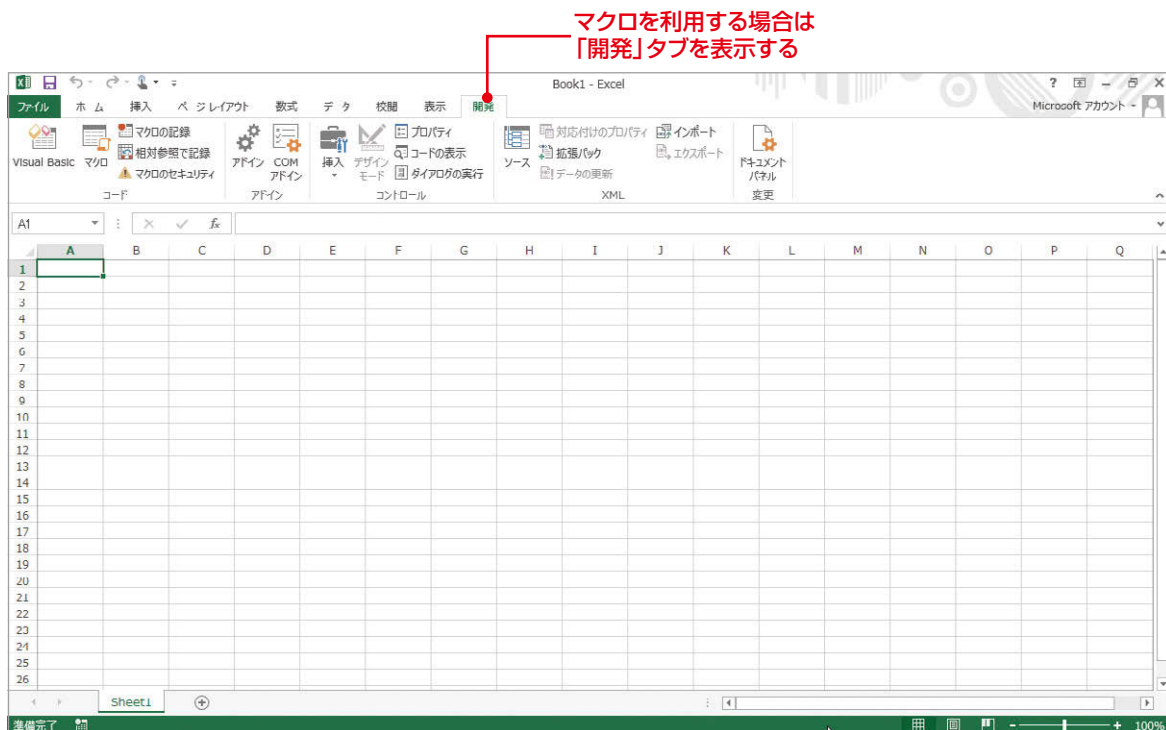 マクロを利用する場合は
「開発」タブを表示する
Book1 - Excel
?
ファイル ホーム 挿入 ページレイアウト 数式 データ 校閲 表示 開発 Microsoft アカウント
Visual Basic マクロ マクロの記録 相対参照で記録 マクロのセキュリティ
コード
アドイン COM アドイン
アドイン
挿入 デザイン モード プロパティ コードの表示 ダイアログの実行
コントロール
ソース 対応付けのプロパティ 拡張パック データの更新 インポート エクスポート
XML
ドキュメント パネル
変更
A1 fx
A B C D E F G H I J K L M N O P Q
1
2
3
4
5
6
7
8
9
10
11
12
13
14
15
16
17
18
19
20
21
22
23
24
25
26
Sheet1
準備完了 100%